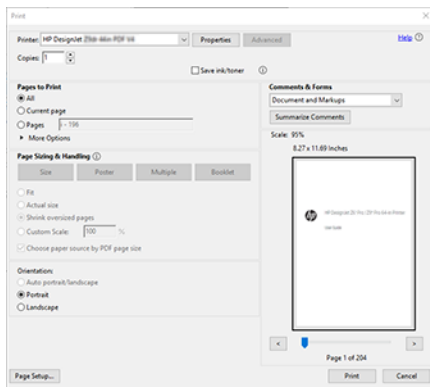 Print
Printer: HP DesignJet
Properties
Advanced
Help
Copies: 1
Save ink/toner
Pages to Print
All
Current page
Pages 1 - 196
More Options
Page Sizing & Handling
Size
Poster
Multiple
Booklet
Fit
Actual size
Shrink oversized pages
Custom Scale: 100 %
Choose paper source by PDF page size
Orientation:
Auto portrait/landscape
Portrait
Landscape
Comments & Forms
Document and Markups
Summarize Comments
Scale: 95%
8.27 x 11.69 Inches
hp
User Guide
<
>
Page 1 of 204
Page Setup...
Print
Cancel